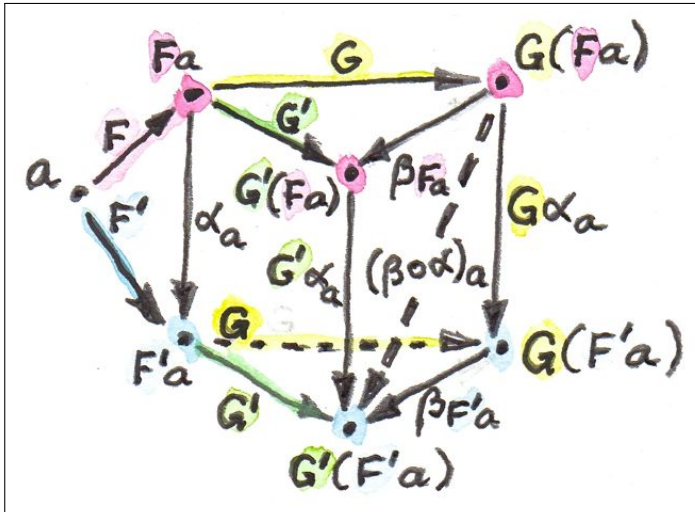 Fa
G
G(Fa)
F
G'
a
F'
G'(Fa)
βFa
αa
Gαa
G'αa
(β∘α)a
G
F'a
G(F'a)
G'
βF'a
G'(F'a)